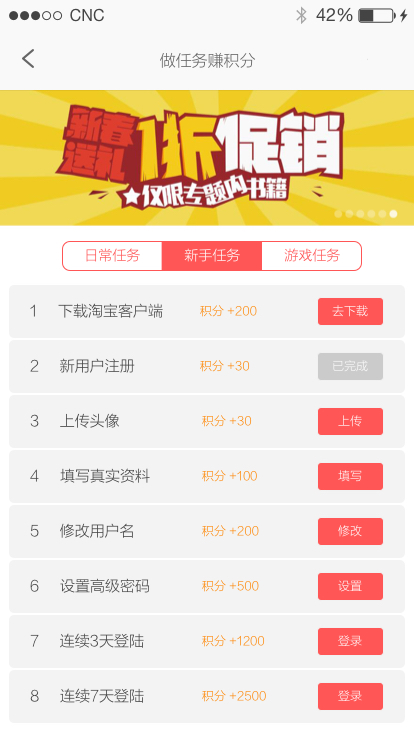 CNC 42%
做任务赚积分
新春送礼 1折促销
★仅限专题内书籍
日常任务 新手任务 游戏任务
1 下载淘宝客户端 积分 +200 去下载
2 新用户注册 积分 +30 已完成
3 上传头像 积分 +30 上传
4 填写真实资料 积分 +100 填写
5 修改用户名 积分 +200 修改
6 设置高级密码 积分 +500 设置
7 连续3天登陆 积分 +1200 登录
8 连续7天登陆 积分 +2500 登录